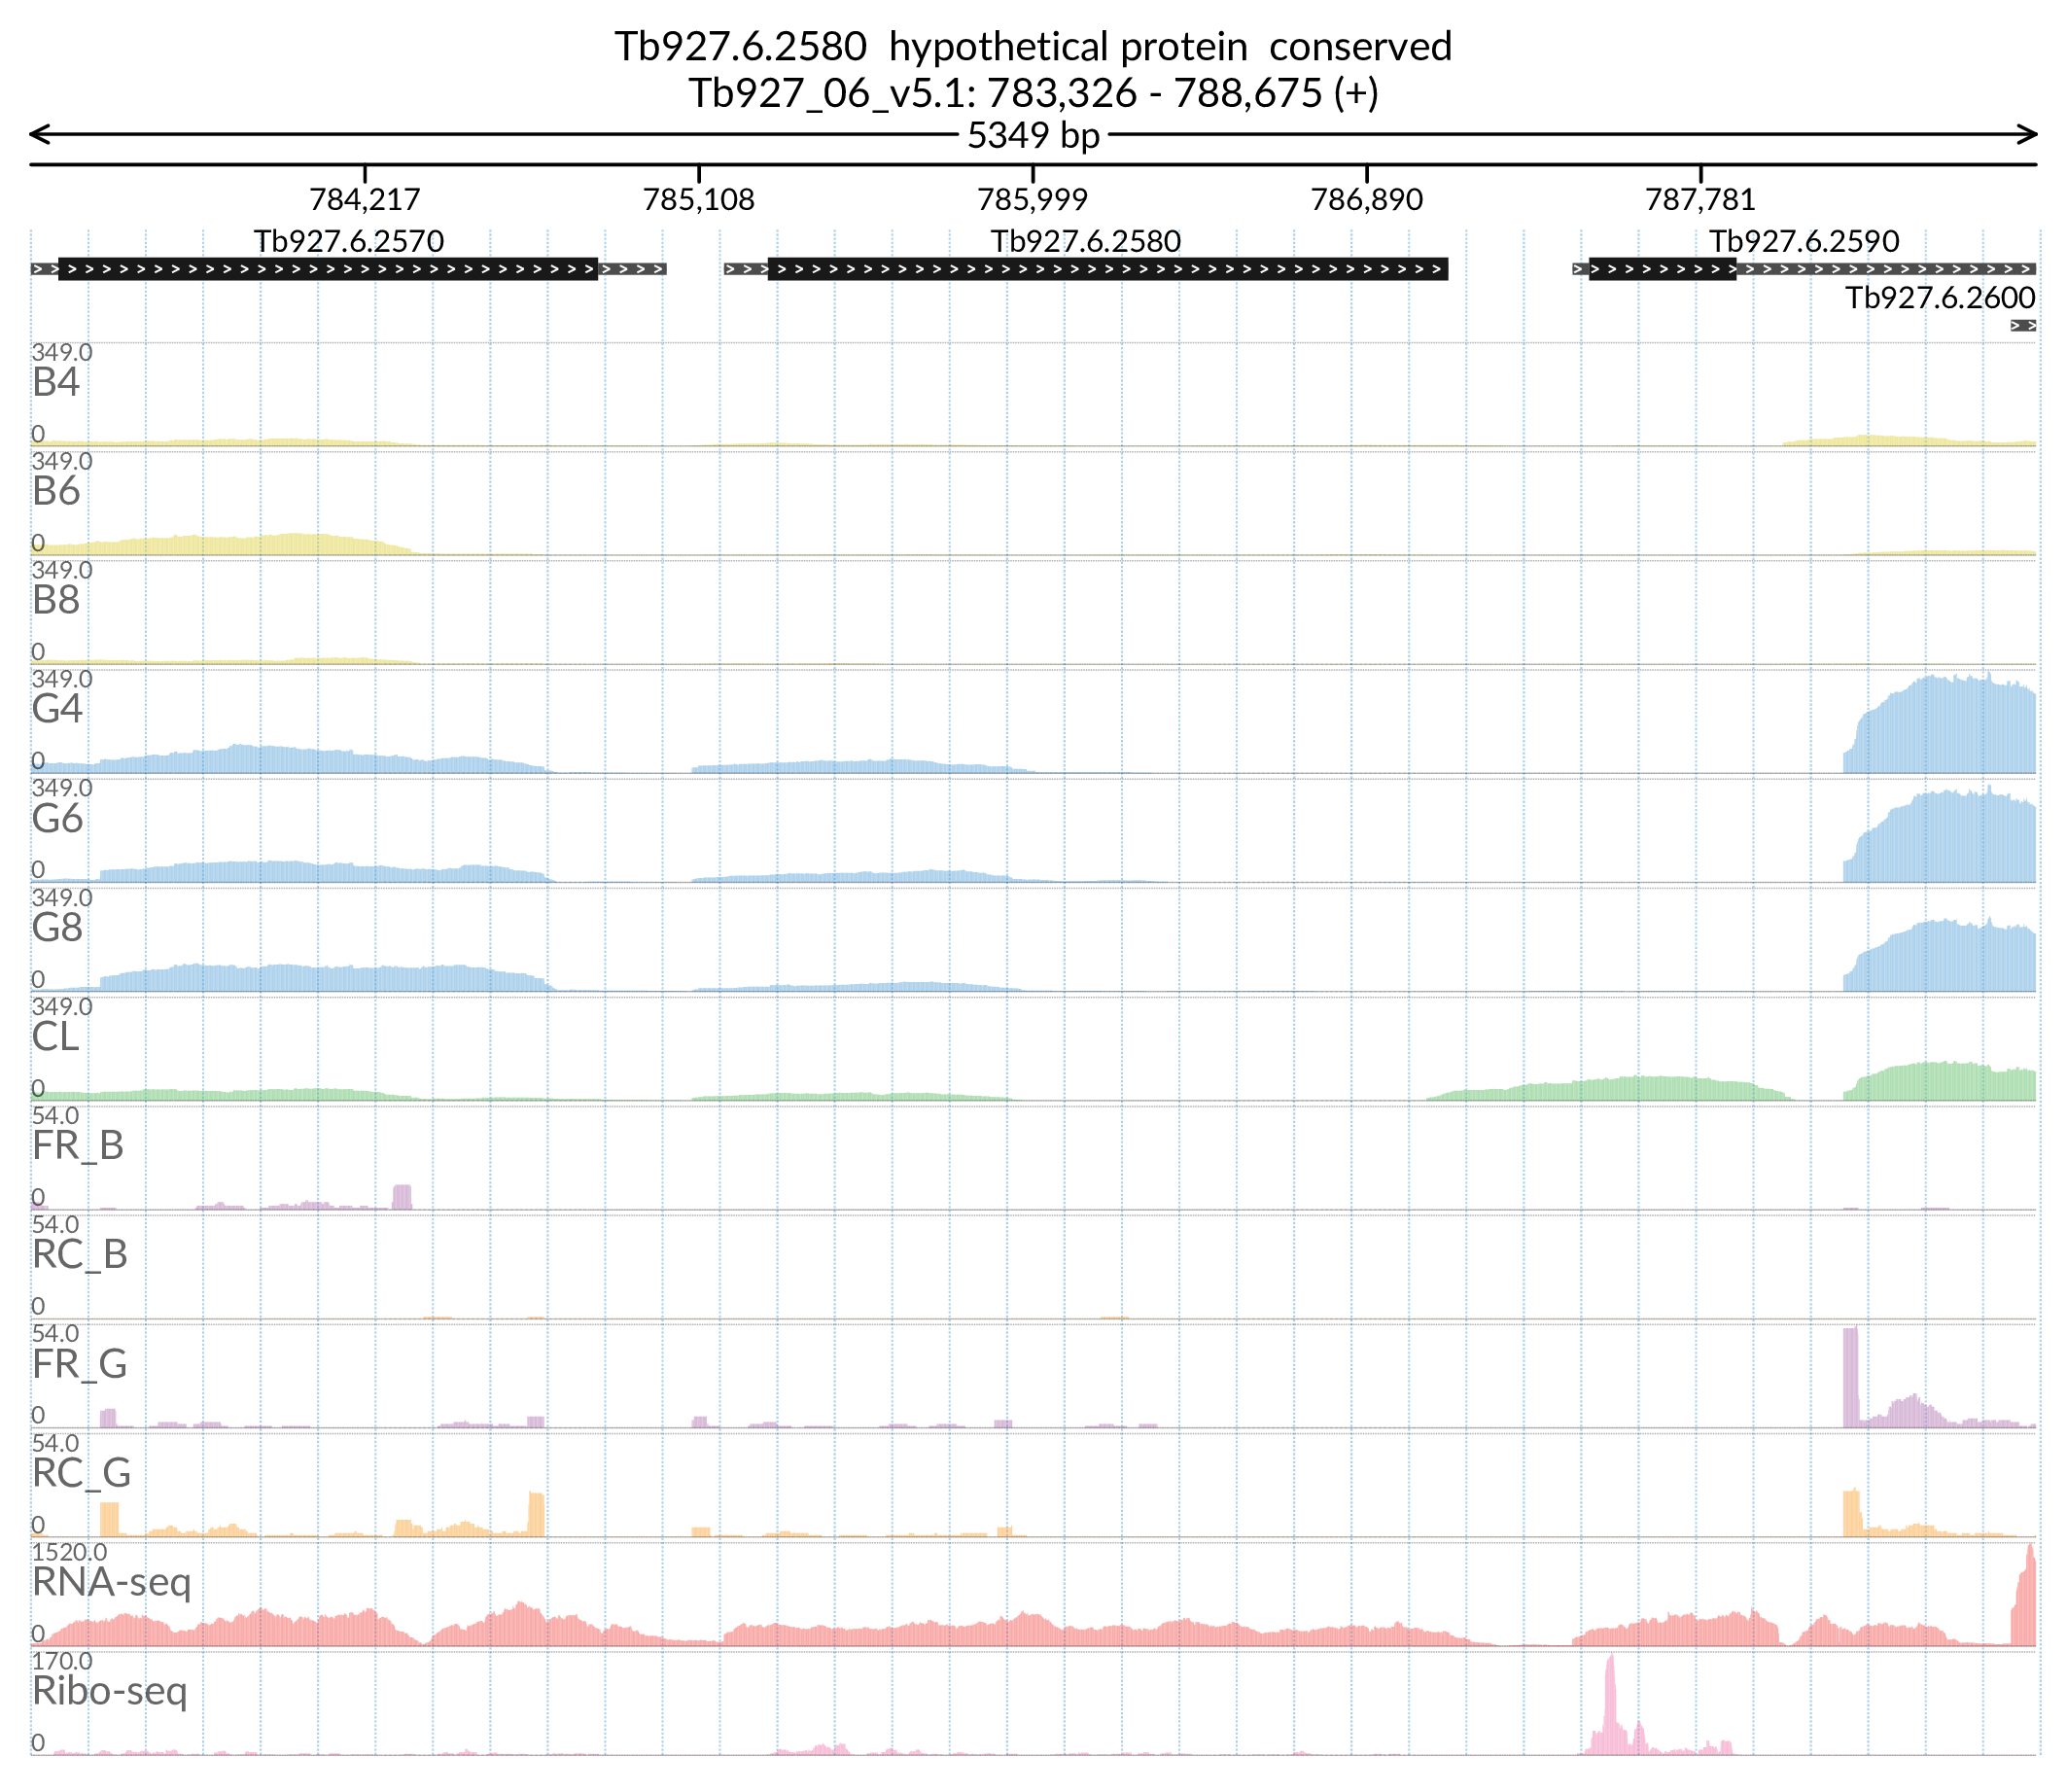 Tb927.6.2580  hypothetical protein  conserved
Tb927_06_v5.1: 783,326 - 788,675 (+)
5349 bp
784,217 785,108 785,999 786,890 787,781
Tb927.6.2570 Tb927.6.2580 Tb927.6.2590
Tb927.6.2600
349.0
B4
0
349.0
B6
0
349.0
B8
0
349.0
G4
0
349.0
G6
0
349.0
G8
0
349.0
CL
0
54.0
FR_B
0
54.0
RC_B
0
54.0
FR_G
0
54.0
RC_G
0
1520.0
RNA-seq
0
170.0
Ribo-seq
0